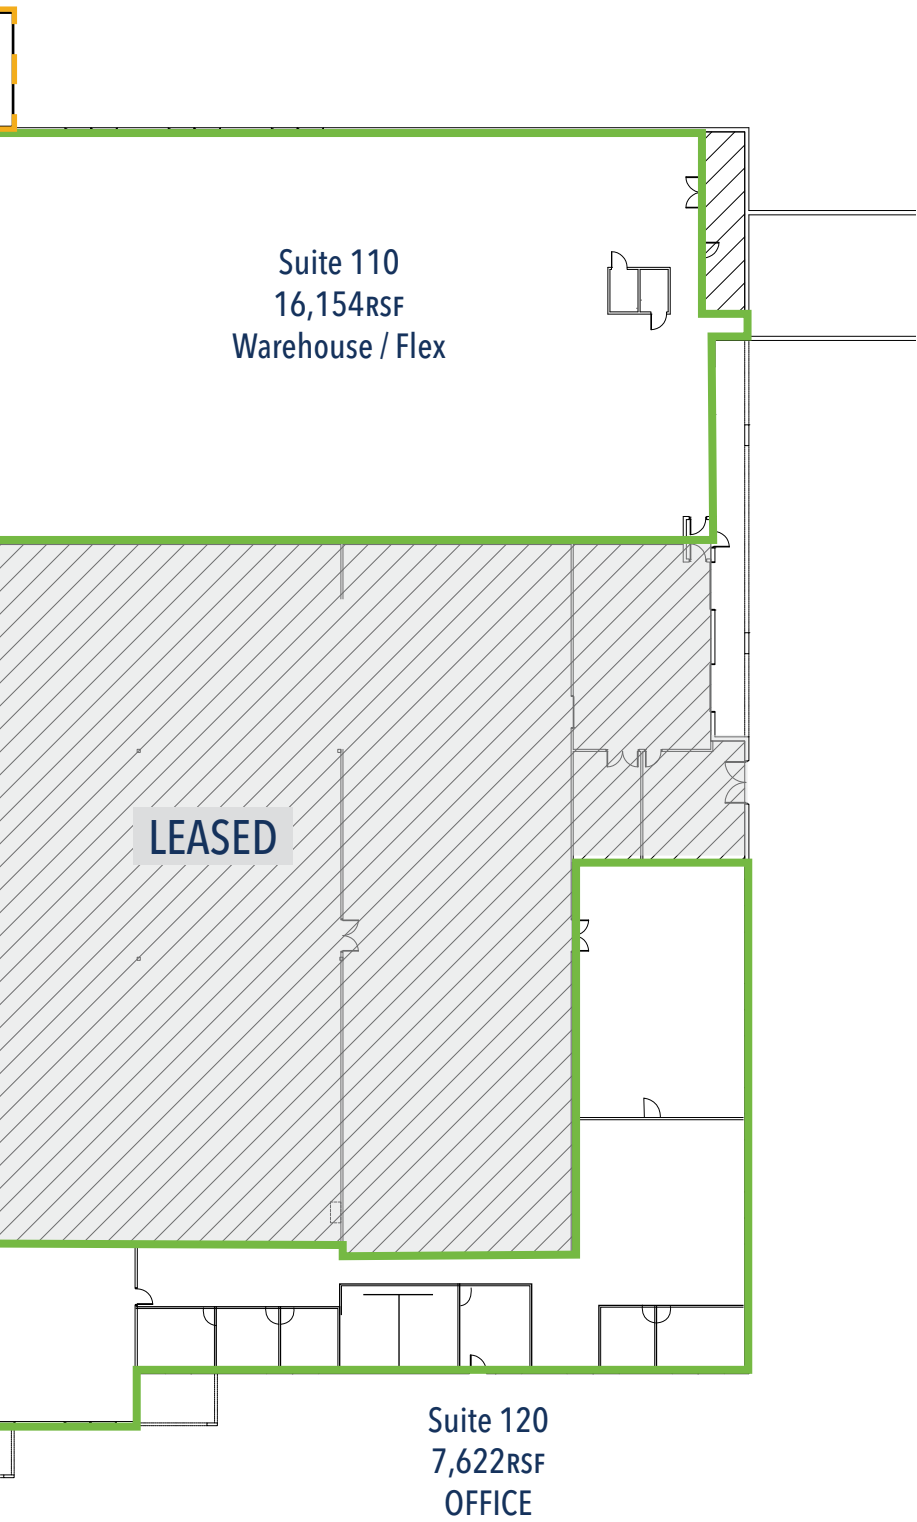 Suite 110
16,154RSF
Warehouse / Flex
LEASED
Suite 120
7,622RSF
OFFICE